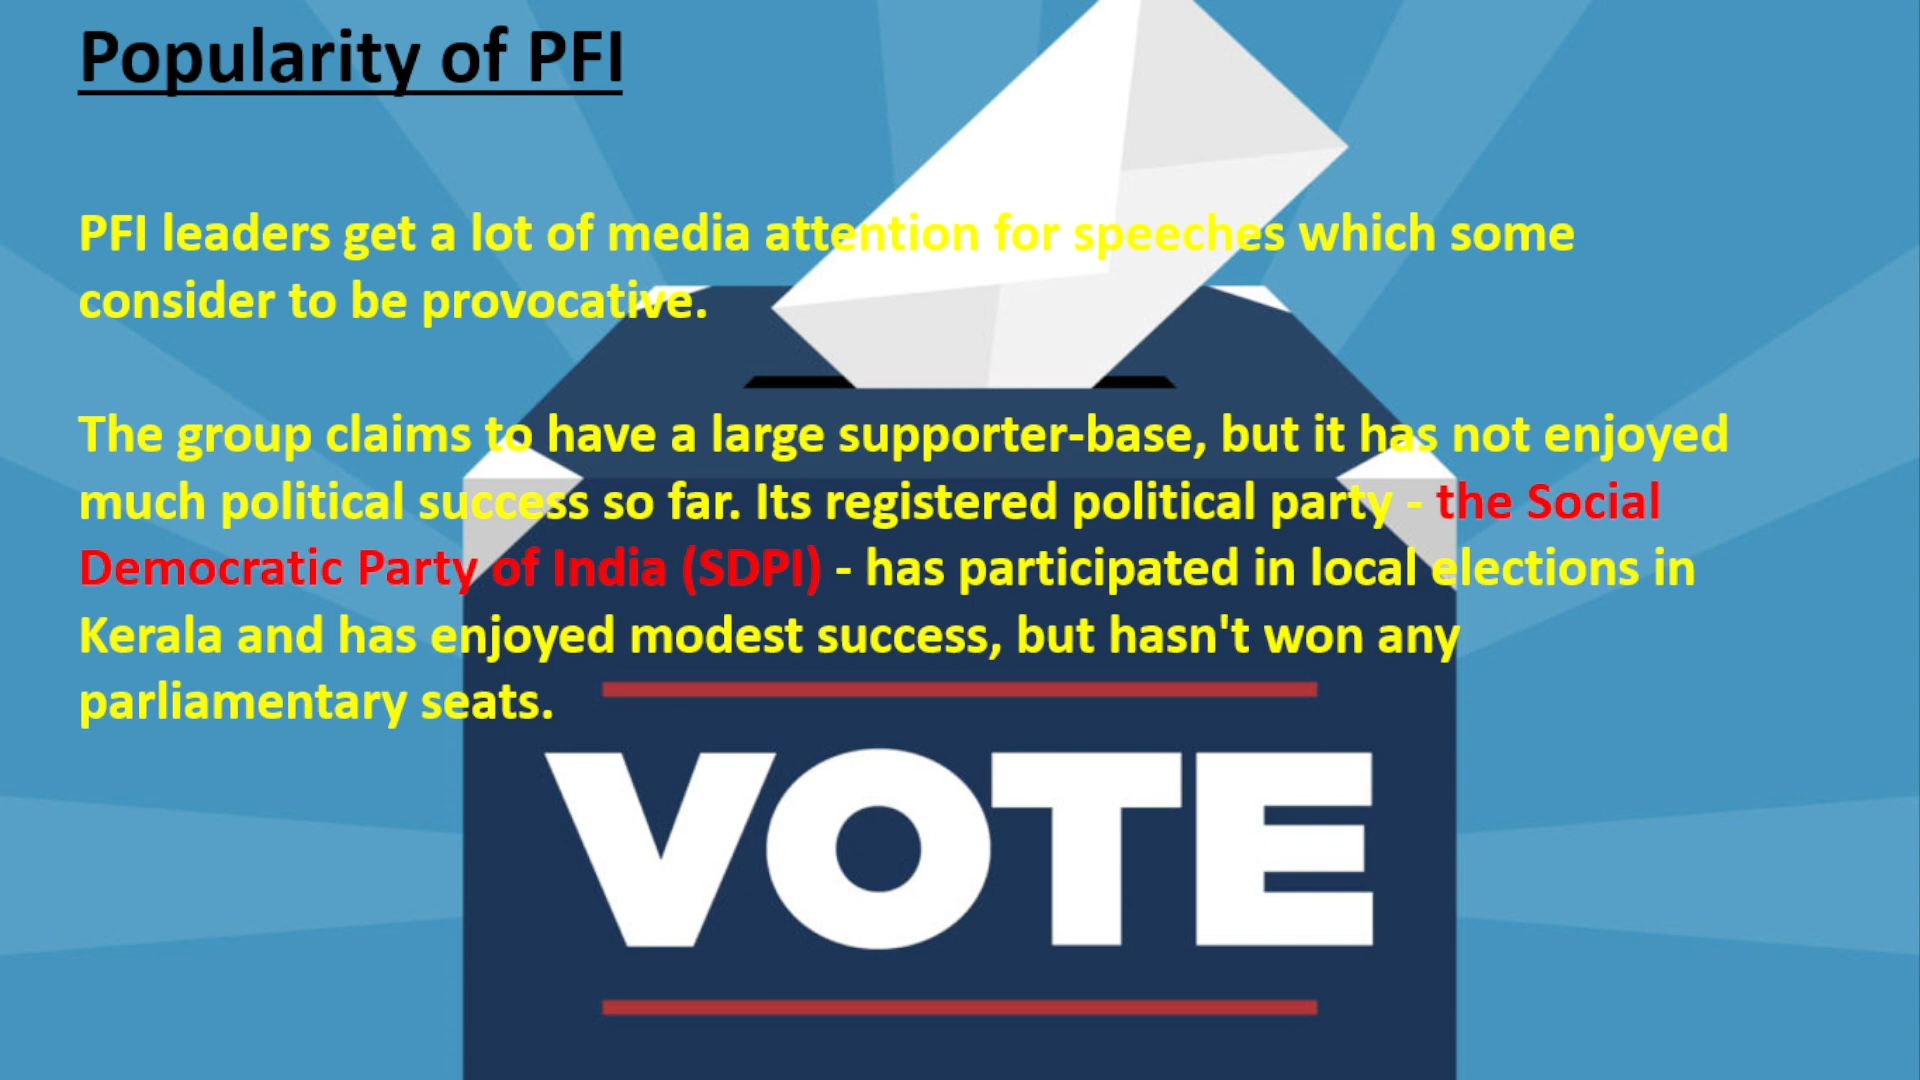 Popularity of PFI
PFI leaders get a lot of media attention for speeches which some
consider to be provocative.
The group claims to have a large supporter-base, but it has not enjoyed
much political success so far. Its registered political party - the Social
Democratic Party of India (SDPI) - has participated in local elections in
Kerala and has enjoyed modest success, but hasn't won any
parliamentary seats.
VOTE